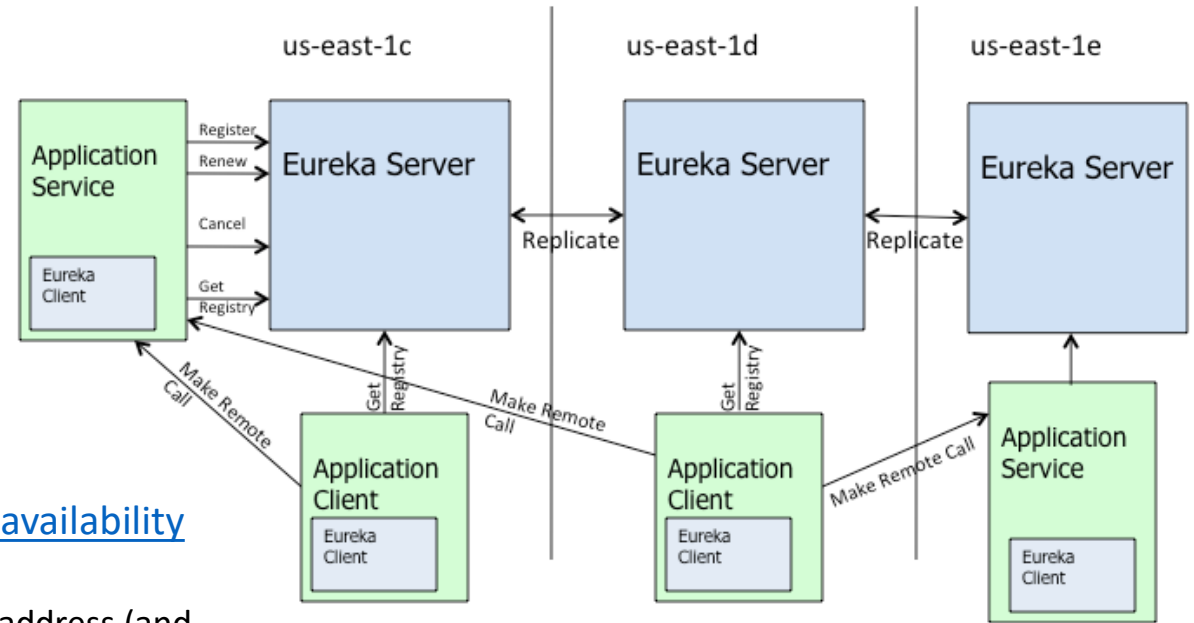 us-east-1c
us-east-1d
us-east-1e
Application
Service
Eureka
Client
Register
Renew
Cancel
Get
Registry
Eureka Server
Replicate
Eureka Server
Replicate
Eureka Server
Make Remote
Call
Get
Registry
Make Remote
Call
Get
Registry
Make Remote Call
Application
Client
Eureka
Client
Application
Client
Eureka
Client
Application
Service
Eureka
Client
availability
address (and